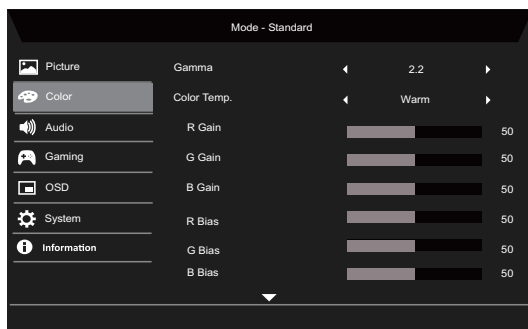 Mode - Standard
Picture
Color
Audio
Gaming
OSD
System
Information
Gamma 2.2
Color Temp. Warm
R Gain 50
G Gain 50
B Gain 50
R Bias 50
G Bias 50
B Bias 50